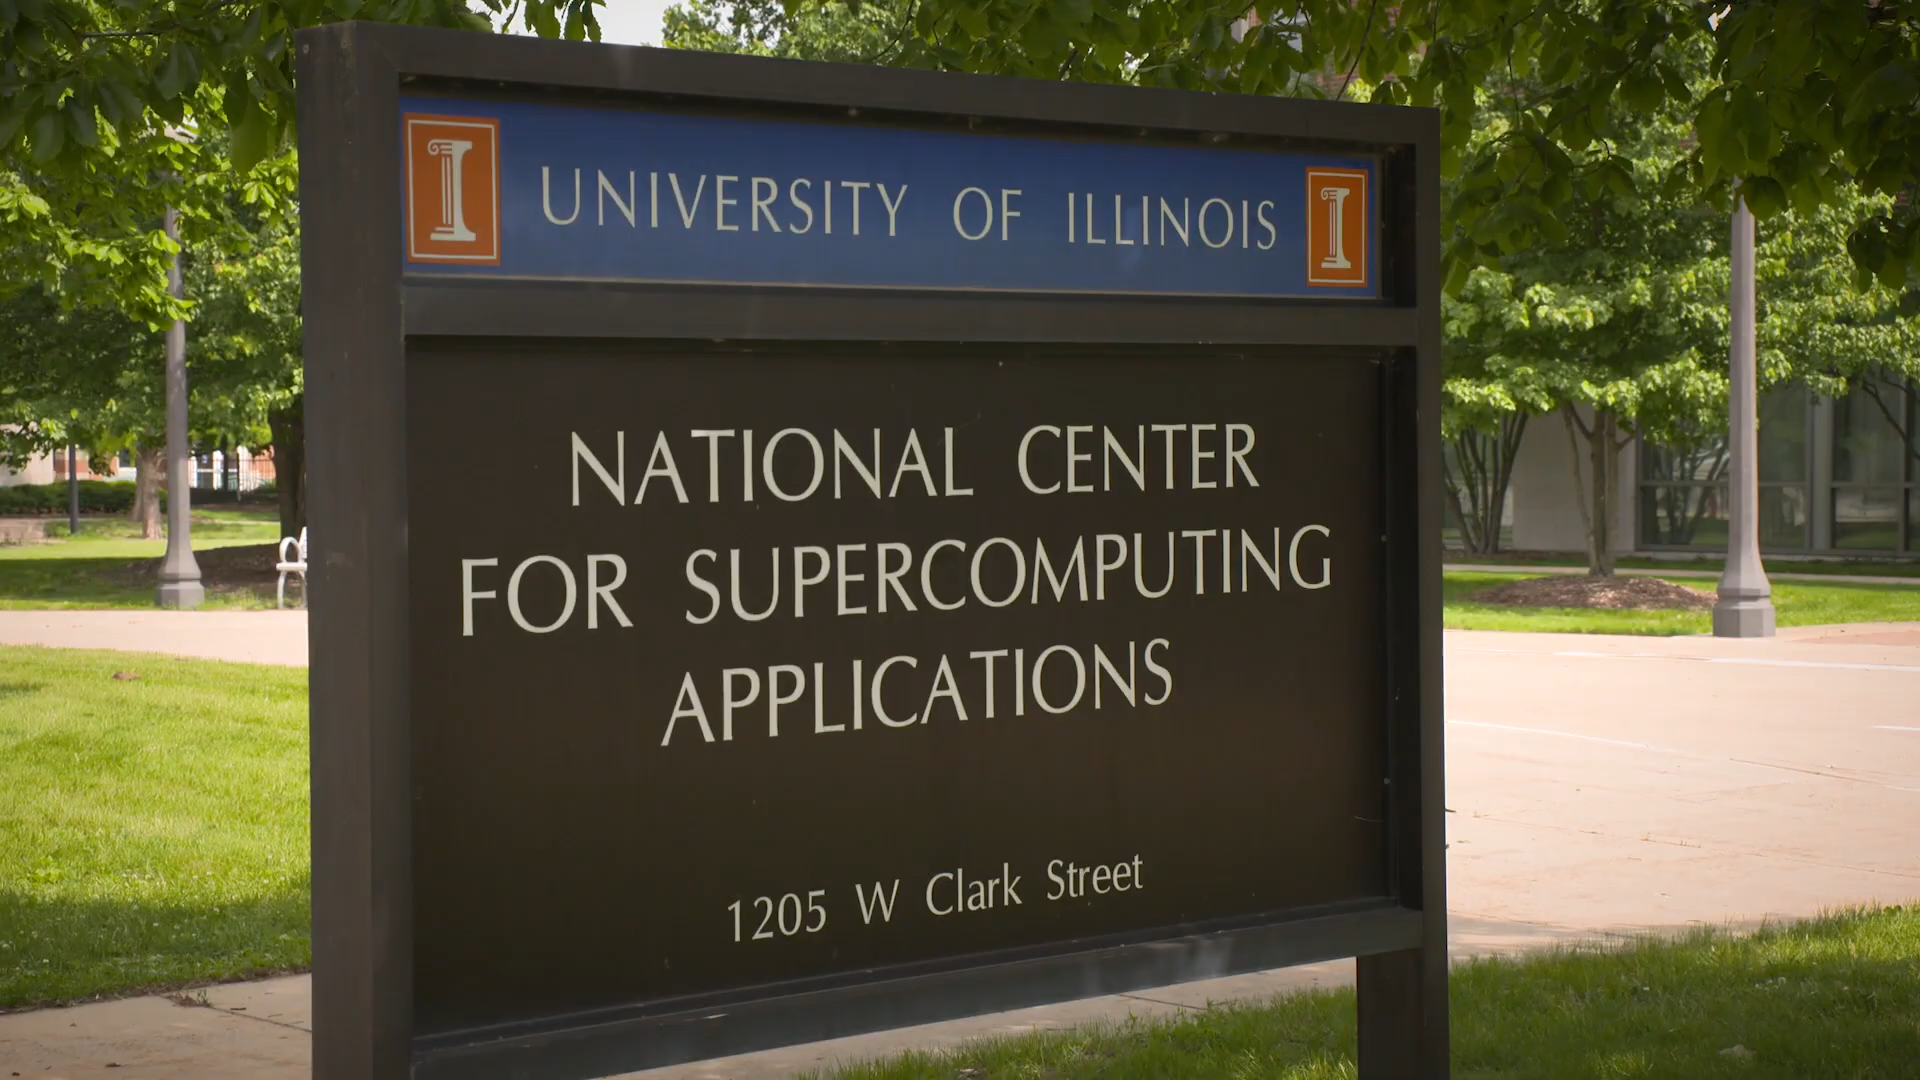 I UNIVERSITY OF ILLINOIS I
NATIONAL CENTER
FOR SUPERCOMPUTING
APPLICATIONS
1205 W Clark Street